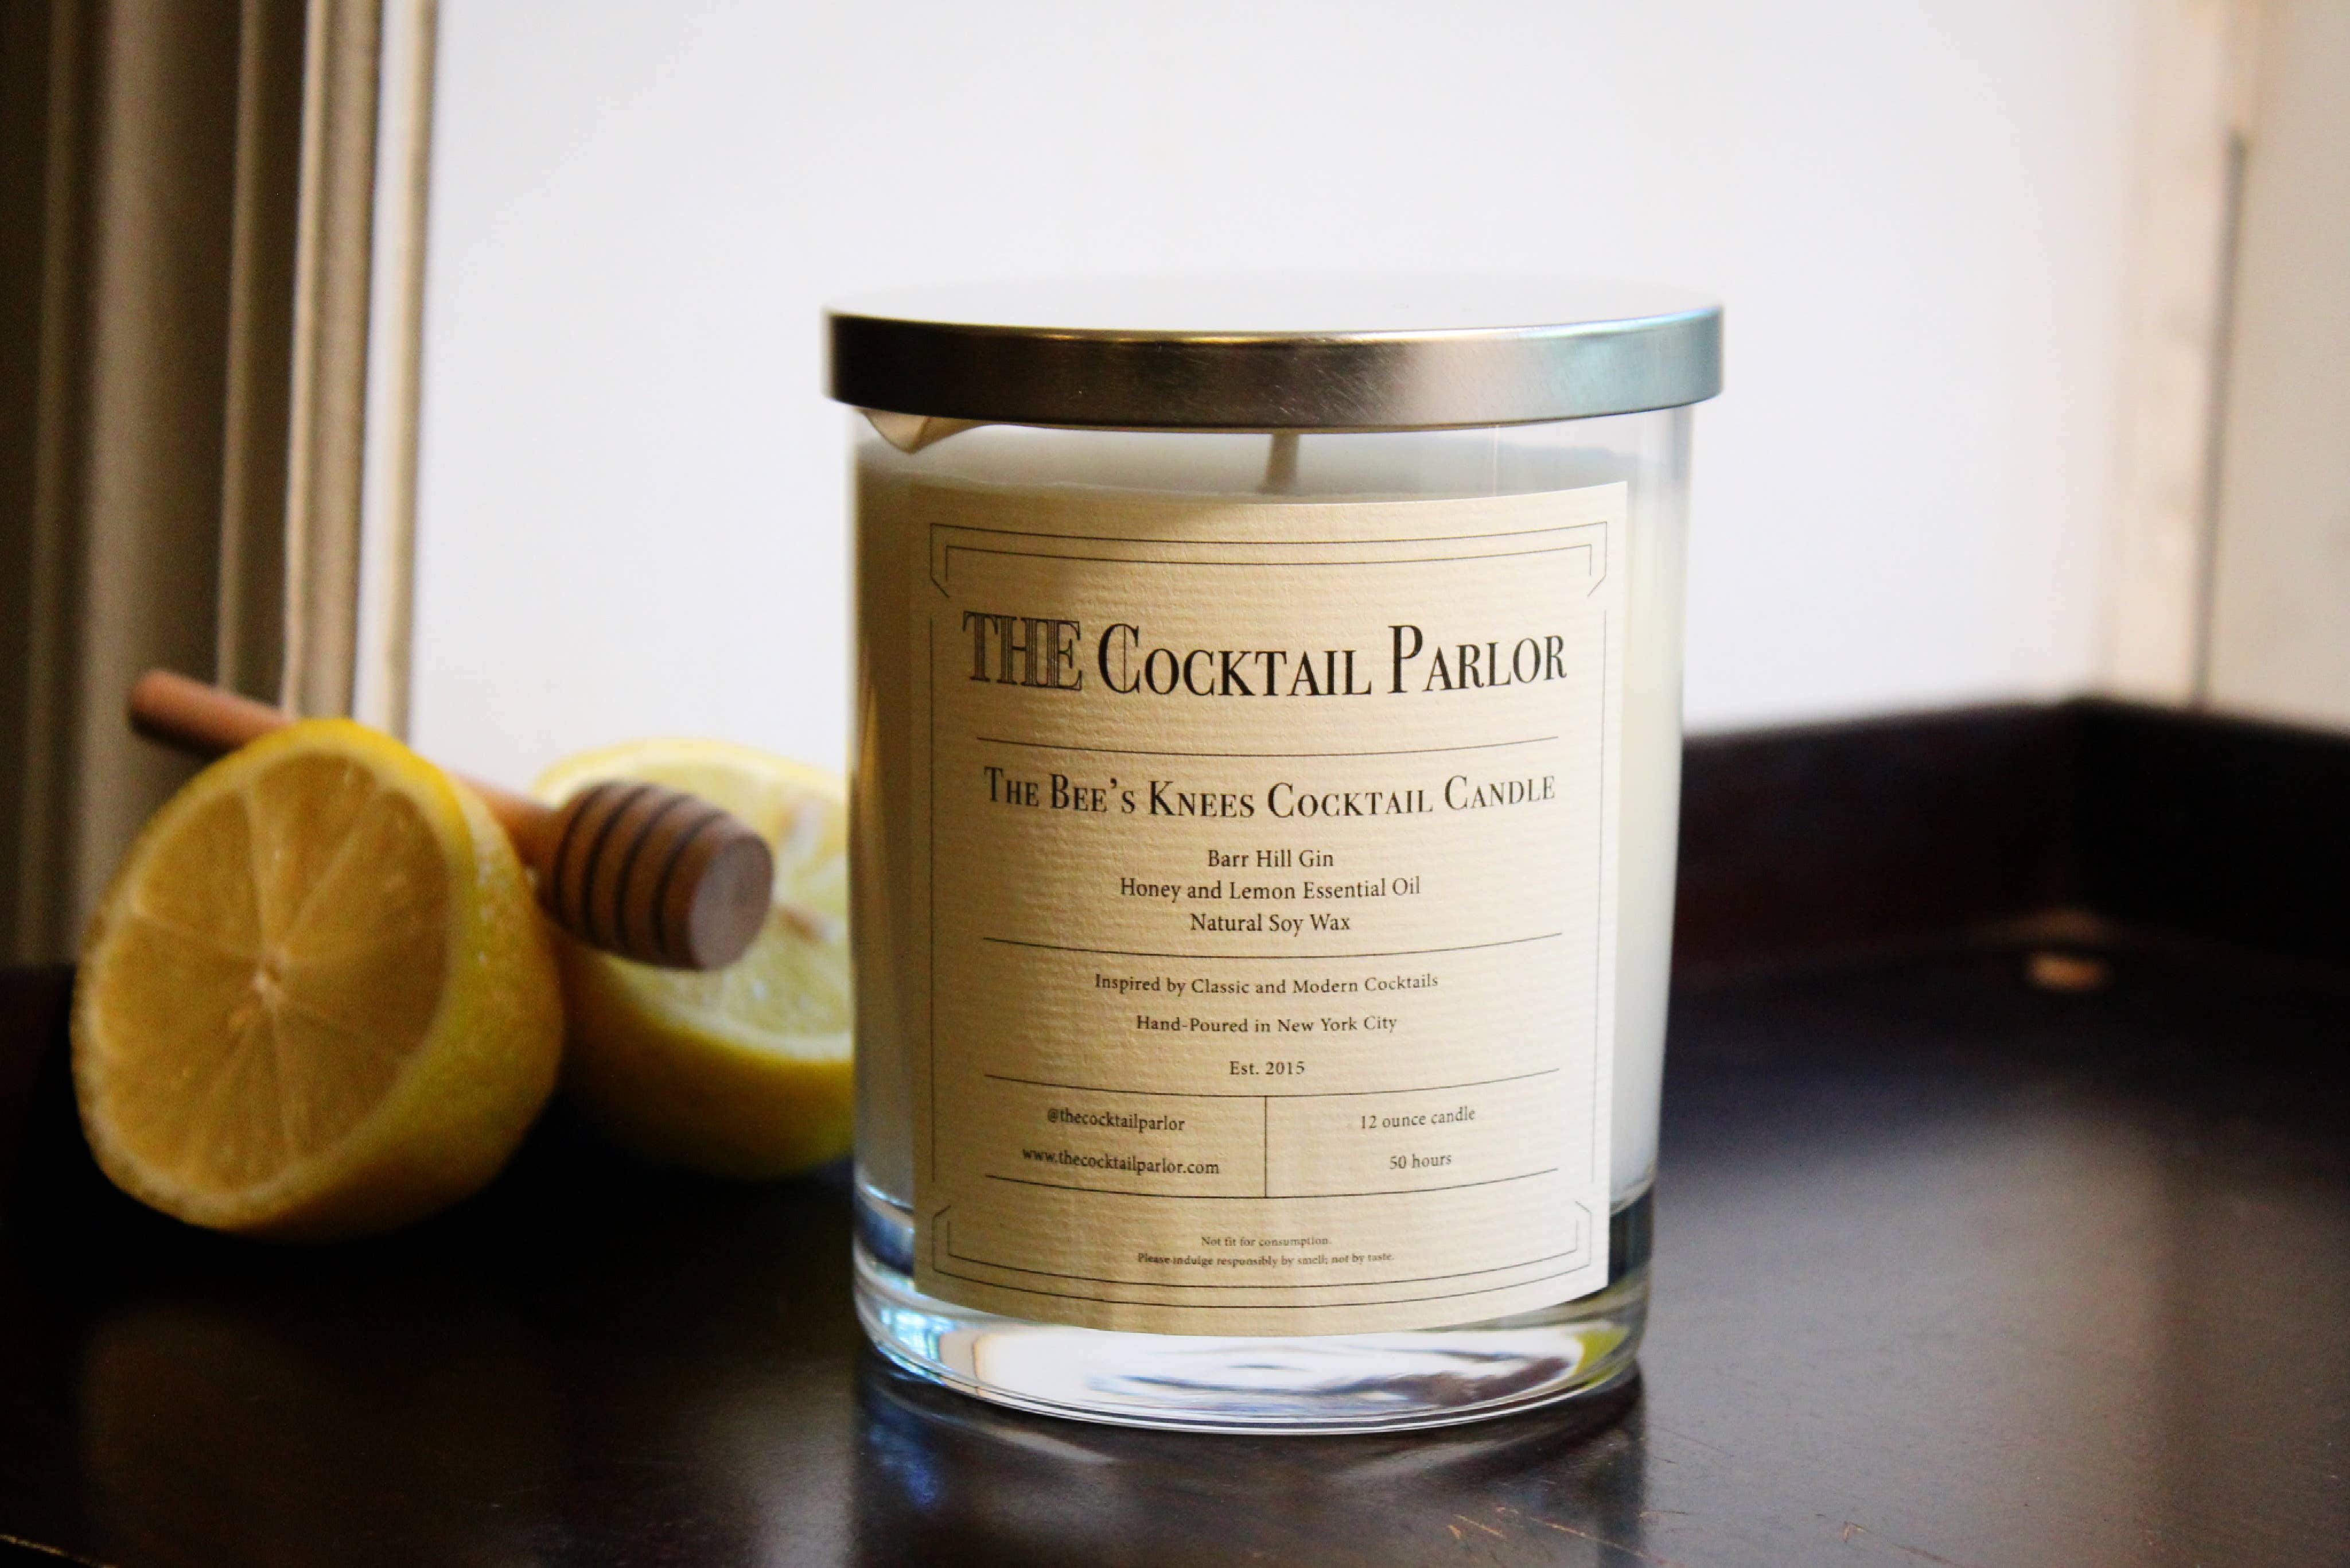 THE COCKTAIL PARLOR
THE BEE'S KNEES COCKTAIL CANDLE
Barr Hill Gin
Honey and Lemon Essential Oil
Natural Soy Wax
Inspired by Classic and Modern Cocktails
Hand-Poured in New York City
Est. 2015
@thecocktailparlor
www.thecocktailparlor.com
12 ounce candle
50 hours
Not fit for consumption.
Please indulge responsibly by smell; not by taste.